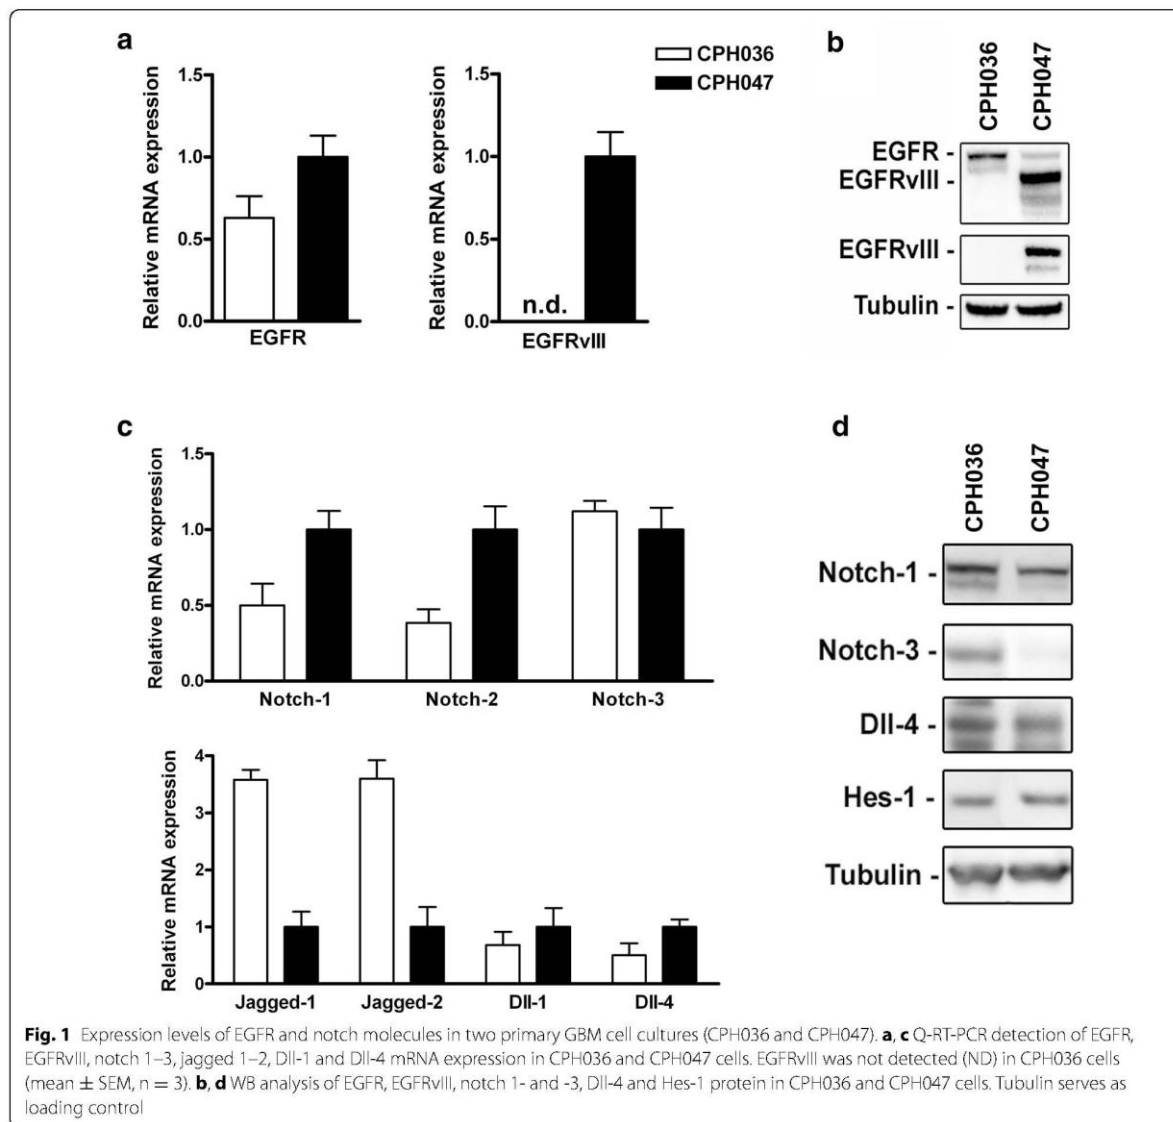 a
CPH036
CPH047
Relative mRNA expression
1.5
1.0
0.5
0.0
EGFR
Relative mRNA expression
1.5
1.0
0.5
0.0
n.d.
EGFRvIII
b
CPH036
CPH047
EGFR -
EGFRvIII -
EGFRvIII -
Tubulin -
c
Relative mRNA expression
1.5
1.0
0.5
0.0
Notch-1 Notch-2 Notch-3
Relative mRNA expression
4
3
2
1
0
Jagged-1 Jagged-2 Dll-1 Dll-4
d
CPH036
CPH047
Notch-1 -
Notch-3 -
Dll-4 -
Hes-1 -
Tubulin -
Fig. 1 Expression levels of EGFR and notch molecules in two primary GBM cell cultures (CPH036 and CPH047). a, c Q-RT-PCR detection of EGFR,
EGFRvIII, notch 1–3, jagged 1–2, Dll-1 and Dll-4 mRNA expression in CPH036 and CPH047 cells. EGFRvIII was not detected (ND) in CPH036 cells
(mean ± SEM, n = 3). b, d WB analysis of EGFR, EGFRvIII, notch 1- and -3, Dll-4 and Hes-1 protein in CPH036 and CPH047 cells. Tubulin serves as
loading control